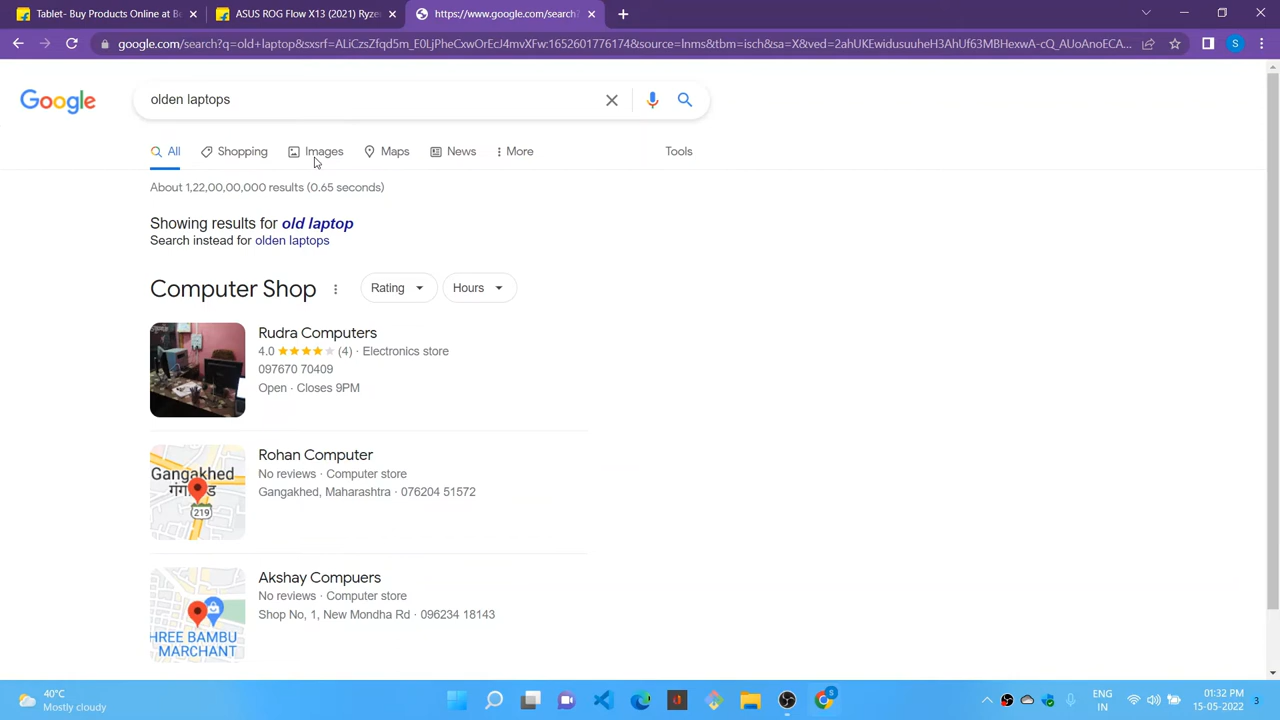 Tablet- Buy Products Online at Be
ASUS ROG Flow X13 (2021) Ryze
https://www.google.com/search?
google.com/search?q=old+laptop&sxsrf=ALiCzsZfqd5m_E0LjPheCxwOrEcJ4mvXFw:1652601776174&source=lnms&tbm=isch&sa=X&ved=2ahUKEwidusuuheH3AhUf63MBHexwA-cQ_AUoAnoECA...
S
Google
olden laptops
All
Shopping
Images
Maps
News
More
Tools
About 1,22,00,00,000 results (0.65 seconds)
Showing results for old laptop
Search instead for olden laptops
Computer Shop
Rating
Hours
Rudra Computers
4.0 (4) · Electronics store
097670 70409
Open · Closes 9PM
Gangakhed
219
Rohan Computer
No reviews · Computer store
Gangakhed, Maharashtra · 076204 51572
HREE BAMBU
MARCHANT
Akshay Compuers
No reviews · Computer store
Shop No, 1, New Mondha Rd · 096234 18143
40°C
Mostly cloudy
S
ENG
IN
01:32 PM
15-05-2022
3